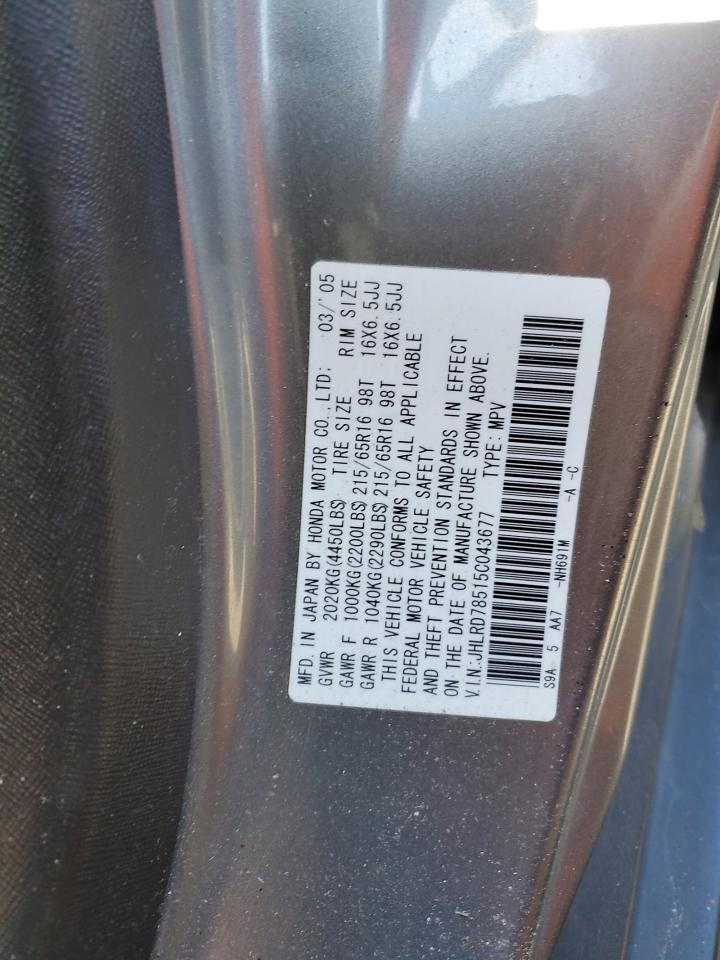 MFD. IN JAPAN BY HONDA MOTOR CO., LTD; 03/'05
GVWR 2020KG(4450LBS) TIRE SIZE RIM SIZE
GAWR F 1000KG(2200LBS) 215/65R16 98T 16X6.5JJ
GAWR R 1040KG(2290LBS) 215/65R16 98T 16X6.5JJ
THIS VEHICLE CONFORMS TO ALL APPLICABLE
FEDERAL MOTOR VEHICLE SAFETY
AND THEFT PREVENTION STANDARDS IN EFFECT
ON THE DATE OF MANUFACTURE SHOWN ABOVE.
V.IN:JHLRD78515C043677 TYPE: MPV
S9A 5 AA7 -NH691M -A -C